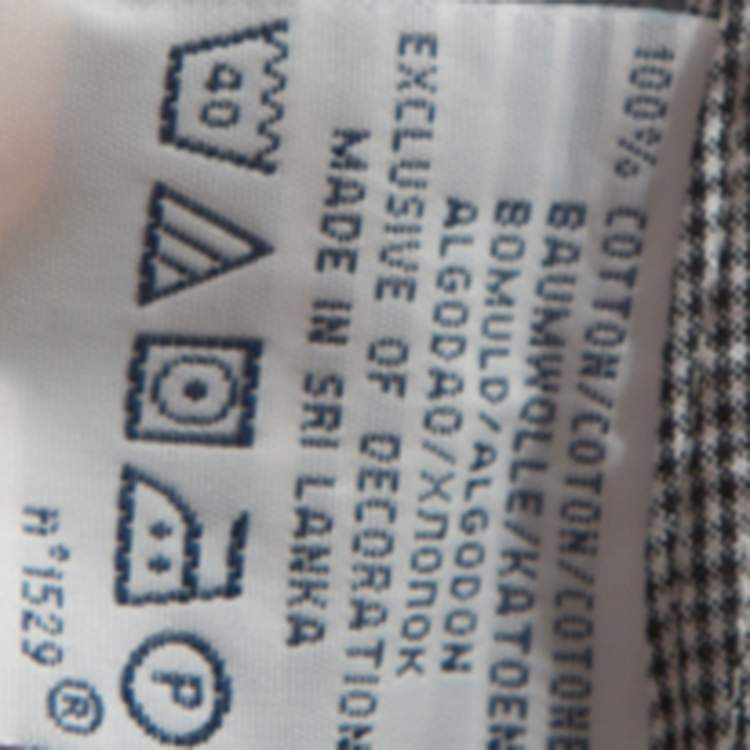 100% COTTON/COTON/COTONE
BAUMWOLLE/KATOEN
BOMULD/ALGODON
ALGODAO/ХЛОПОК
EXCLUSIVE OF DECORATION
MADE IN SRI LANKA
40
P
n°1529 ®